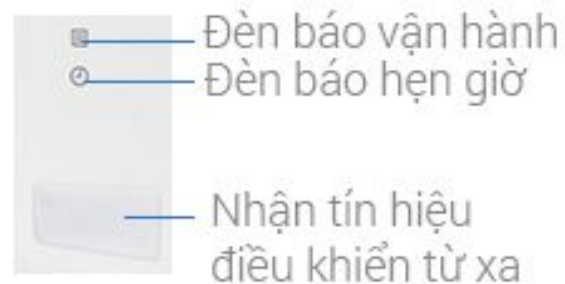 Đèn báo vận hành
Đèn báo hẹn giờ
Nhận tín hiệu
điều khiển từ xa